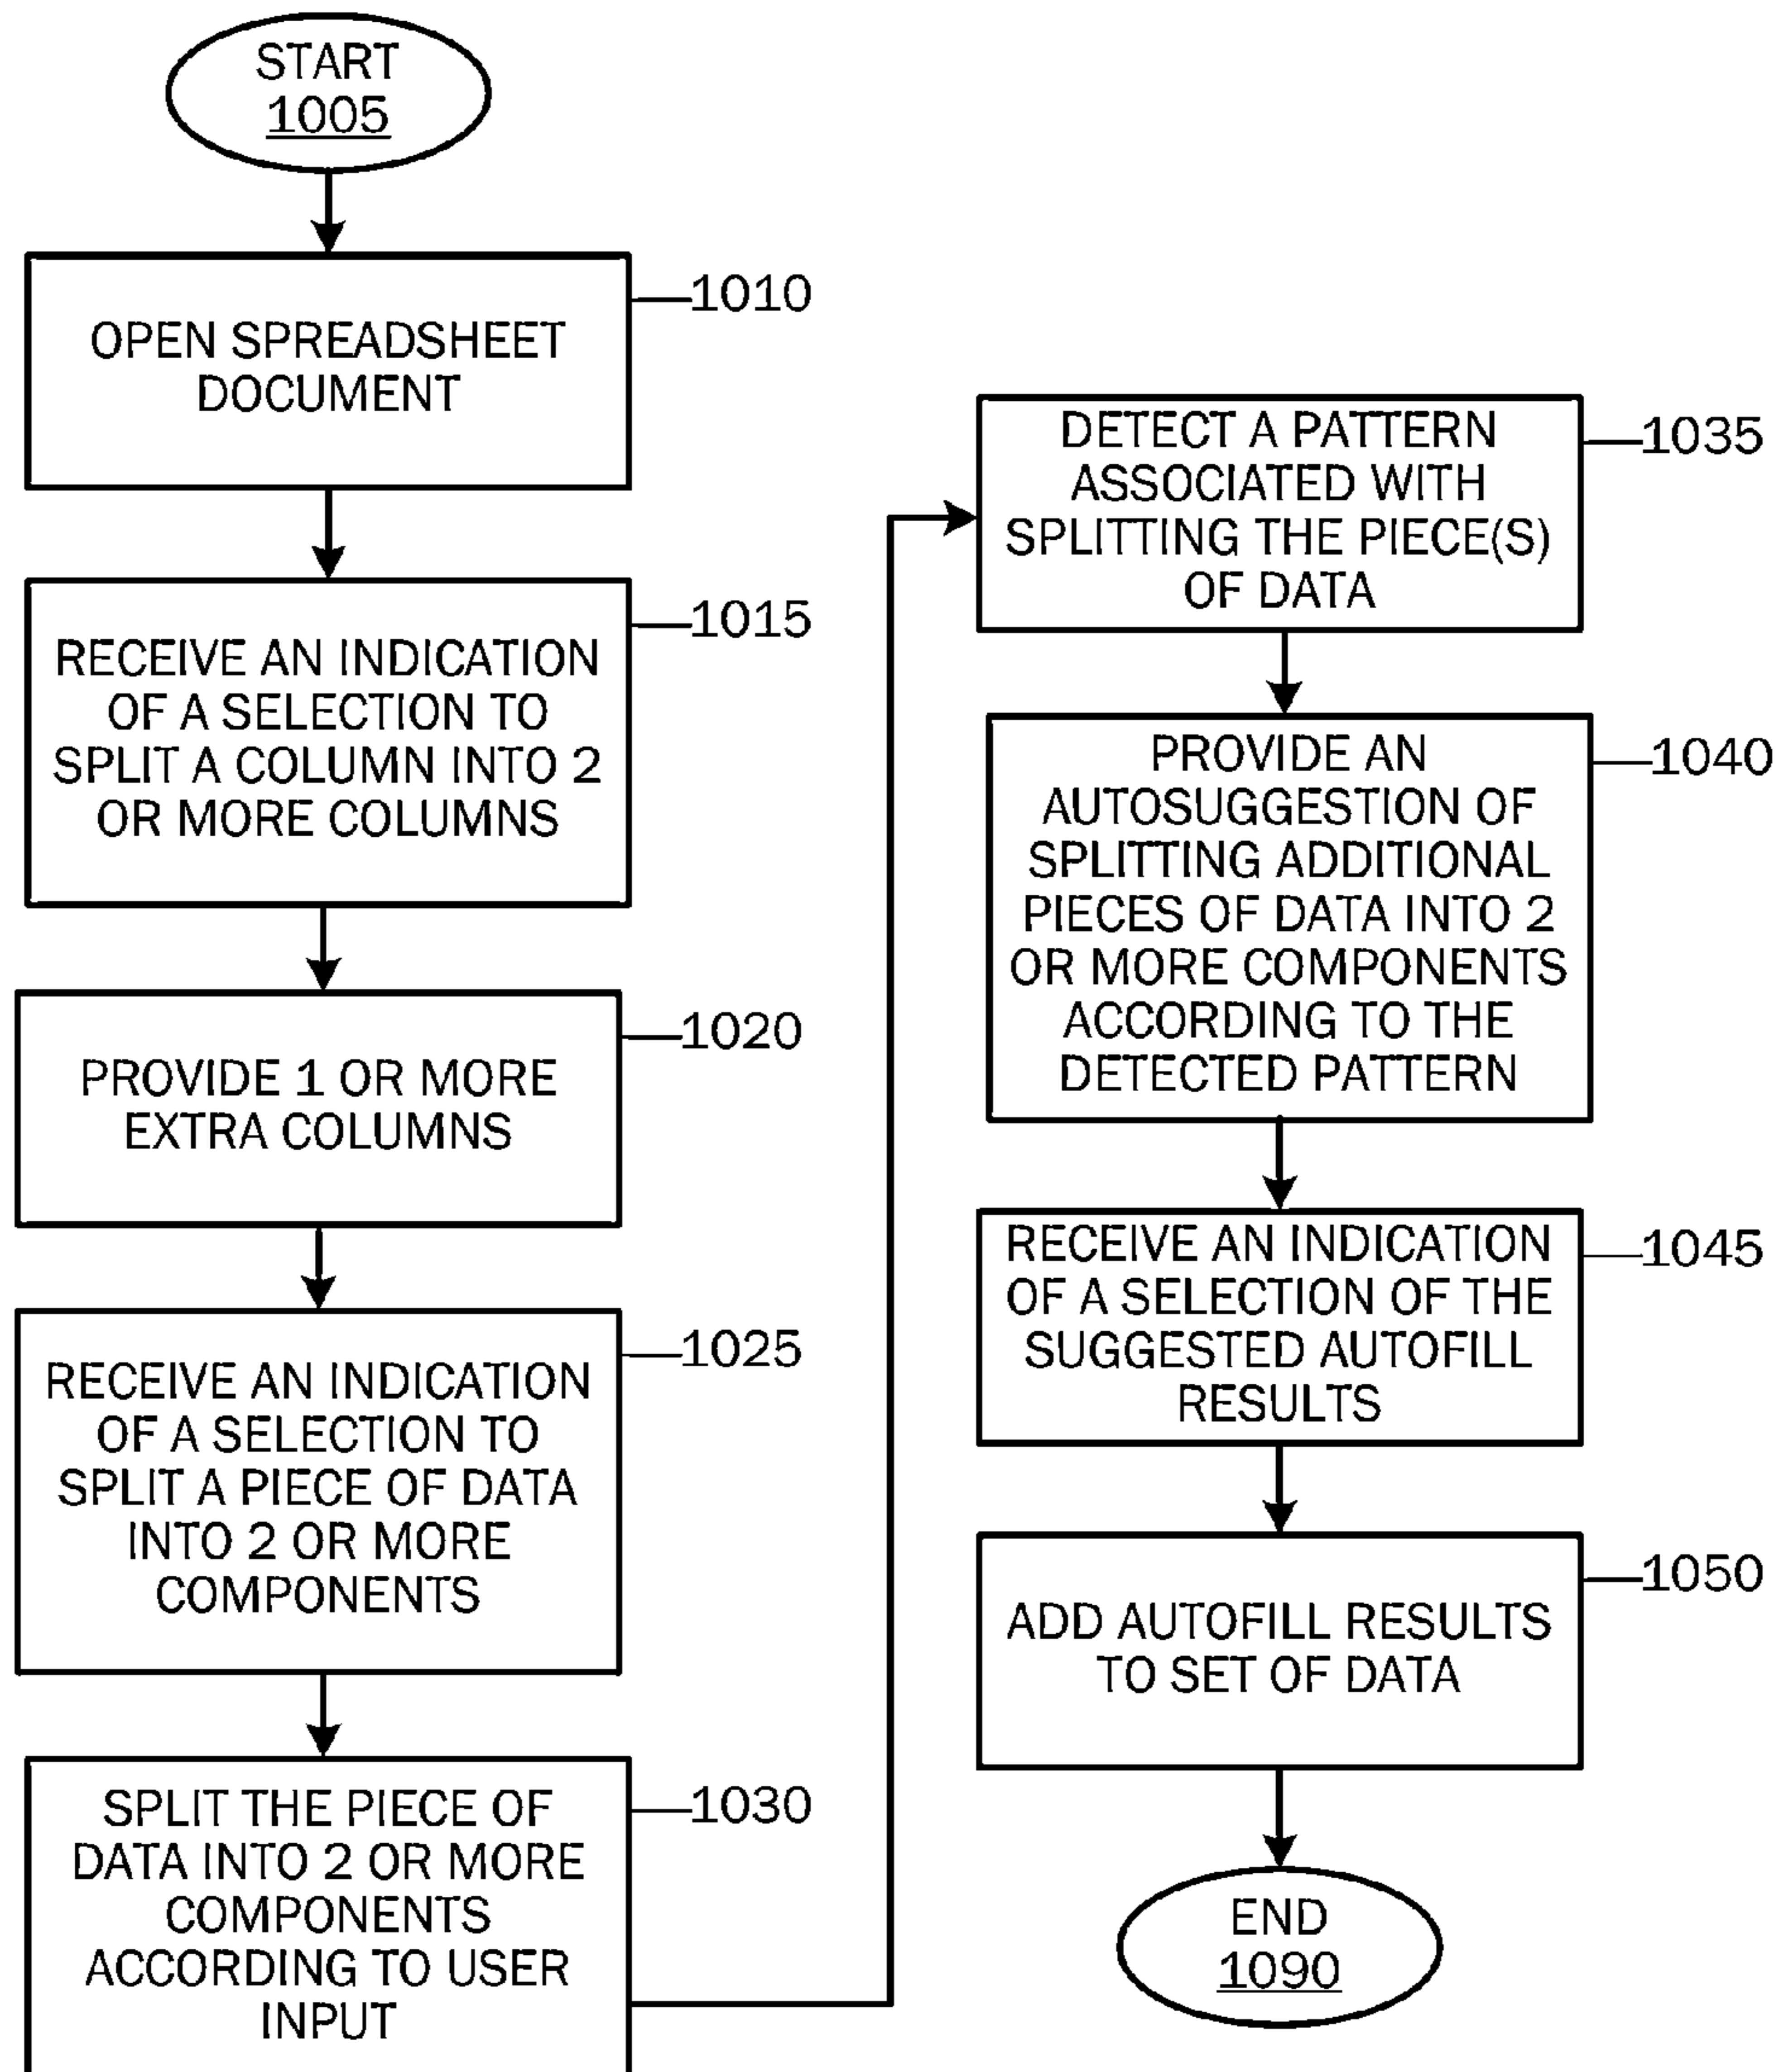 START
1005
OPEN SPREADSHEET
DOCUMENT
1010
RECEIVE AN INDICATION
OF A SELECTION TO
SPLIT A COLUMN INTO 2
OR MORE COLUMNS
1015
PROVIDE 1 OR MORE
EXTRA COLUMNS
1020
RECEIVE AN INDICATION
OF A SELECTION TO
SPLIT A PIECE OF DATA
INTO 2 OR MORE
COMPONENTS
1025
SPLIT THE PIECE OF
DATA INTO 2 OR MORE
COMPONENTS
ACCORDING TO USER
INPUT
1030
DETECT A PATTERN
ASSOCIATED WITH
SPLITTING THE PIECE(S)
OF DATA
1035
PROVIDE AN
AUTOSUGGESTION OF
SPLITTING ADDITIONAL
PIECES OF DATA INTO 2
OR MORE COMPONENTS
ACCORDING TO THE
DETECTED PATTERN
1040
RECEIVE AN INDICATION
OF A SELECTION OF THE
SUGGESTED AUTOFILL
RESULTS
1045
ADD AUTOFILL RESULTS
TO SET OF DATA
1050
END
1090